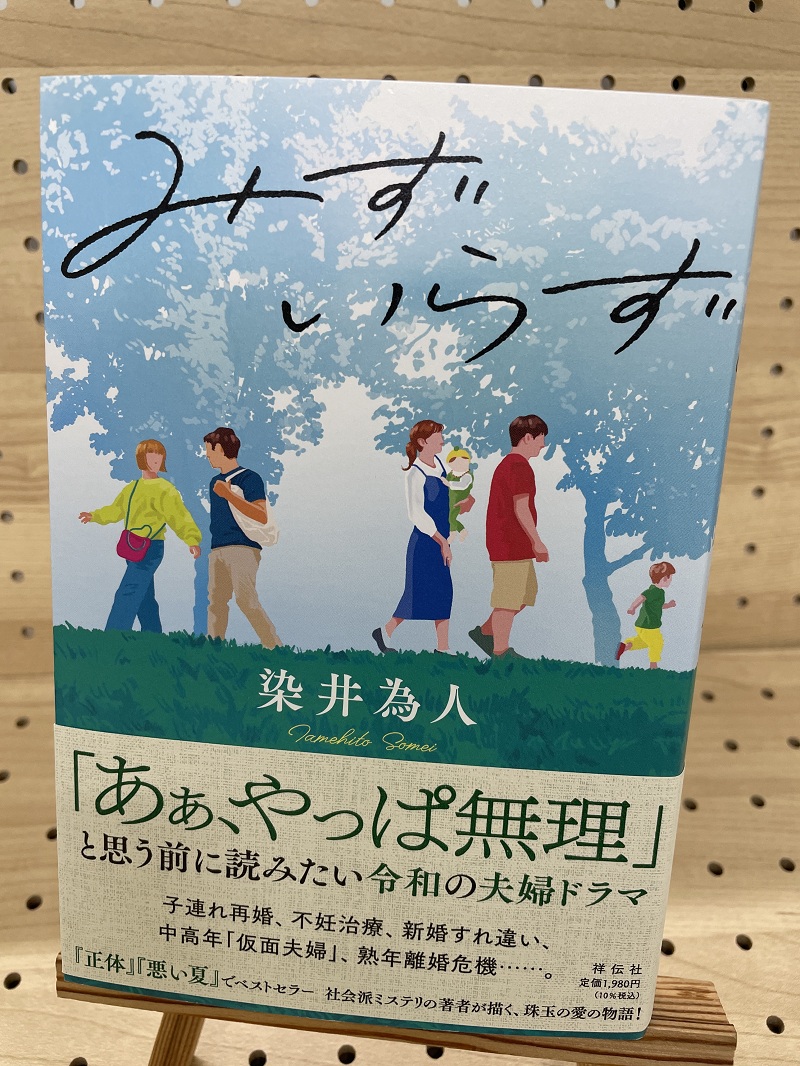 みず
いらず
染井為人
Tamehito Somei
「あぁ、やっぱ無理」
と思う前に読みたい令和の夫婦ドラマ
子連れ再婚、不妊治療、新婚すれ違い、
中高年「仮面夫婦」、熟年離婚危機……。
『正体』『悪い夏』でベストセラー 社会派ミステリの著者が描く、珠玉の愛の物語!
祥伝社
定価1,980円
(10%税込)